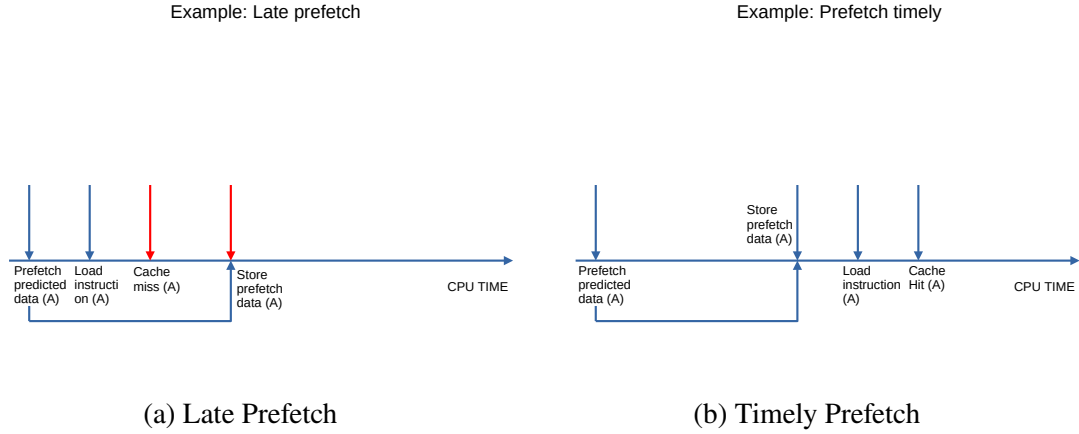 Example: Late prefetch
Prefetch
predicted
data (A)
Load
instructi
on (A)
Cache
miss (A)
Store
prefetch
data (A)
CPU TIME
(a) Late Prefetch
Example: Prefetch timely
Prefetch
predicted
data (A)
Store
prefetch
data (A)
Load
instruction
(A)
Cache
Hit (A)
CPU TIME
(b) Timely Prefetch